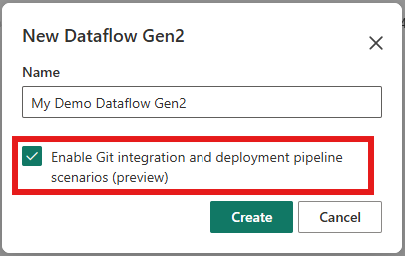 New Dataflow Gen2
Name
My Demo Dataflow Gen2
Enable Git integration and deployment pipeline
scenarios (preview)
Create
Cancel